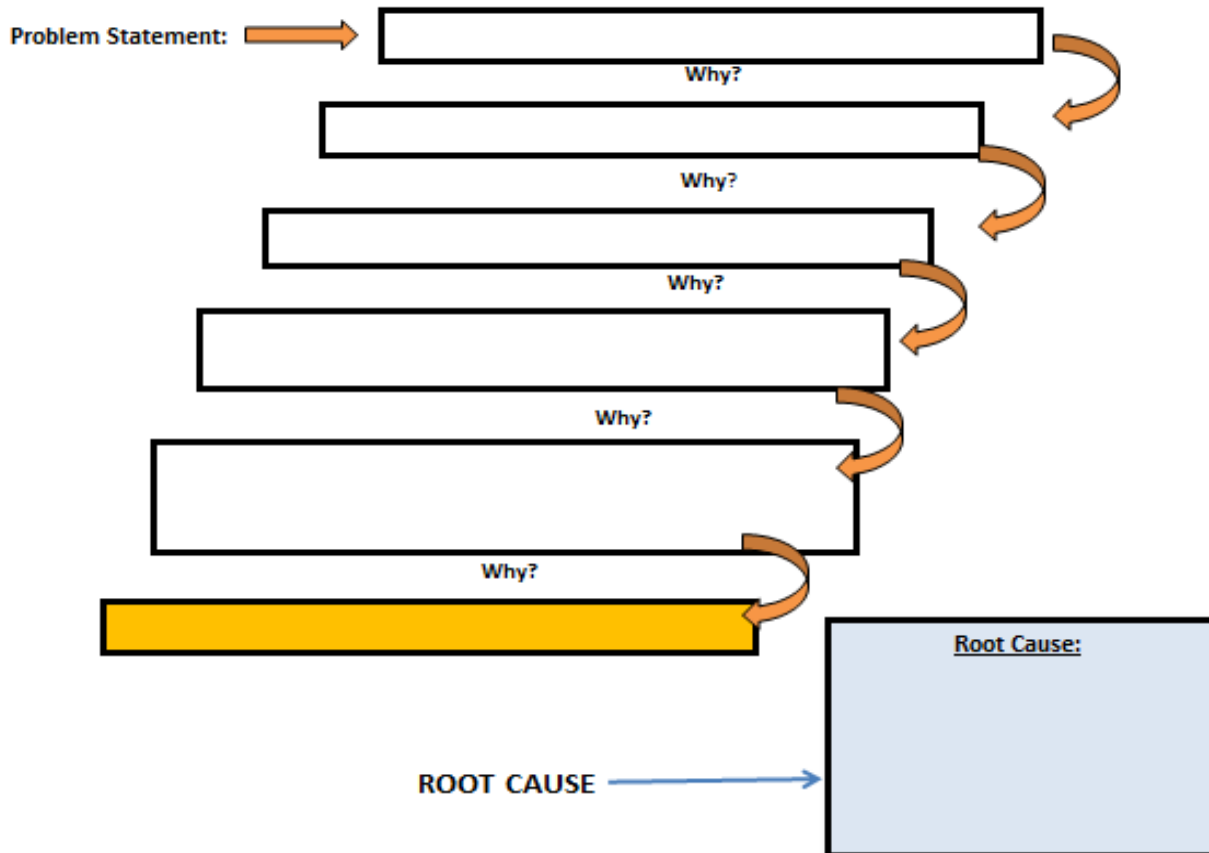 Problem Statement:
Why?
Why?
Why?
Why?
Why?
Root Cause:
ROOT CAUSE